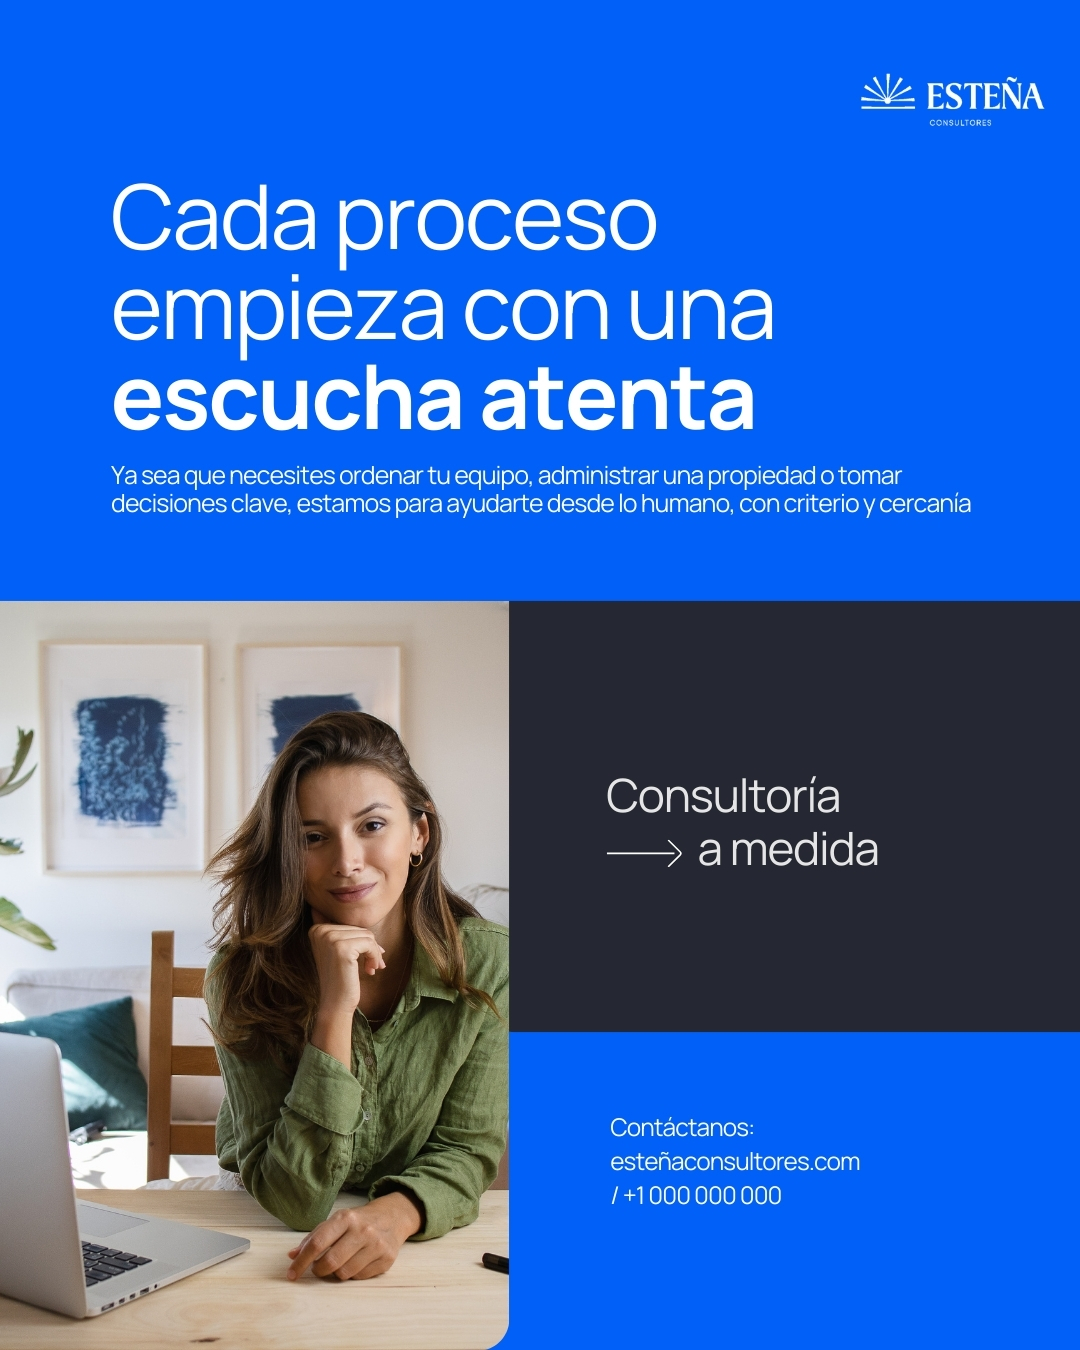 ESTEÑA
CONSULTORES
Cada proceso
empieza con una
escucha atenta
Ya sea que necesites ordenar tu equipo, administrar una propiedad o tomar
decisiones clave, estamos para ayudarte desde lo humano, con criterio y cercanía
Consultoría
a medida
Contáctanos:
esteñaconsultores.com
/ +1 000 000 000